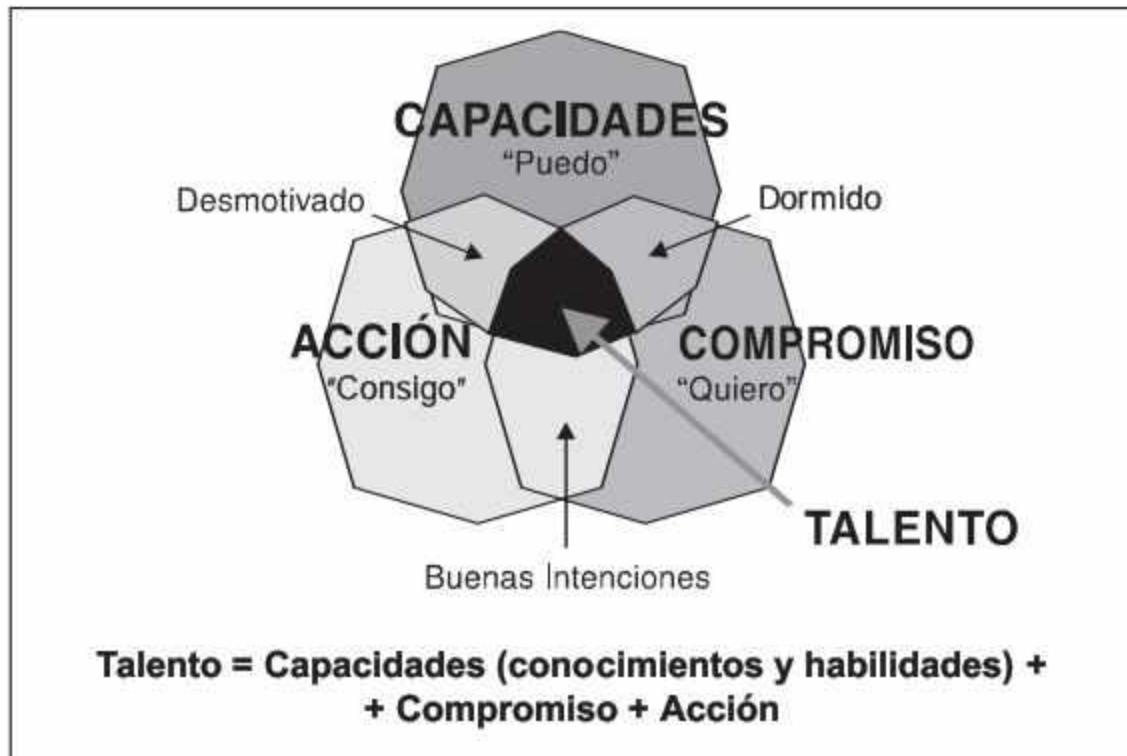 CAPACIDADES
“Puedo”
Desmotivado
Dormido
ACCIÓN
"Consigo"
COMPROMISO
“Quiero”
TALENTO
Buenas Intenciones
Talento = Capacidades (conocimientos y habilidades) +
+ Compromiso + Acción